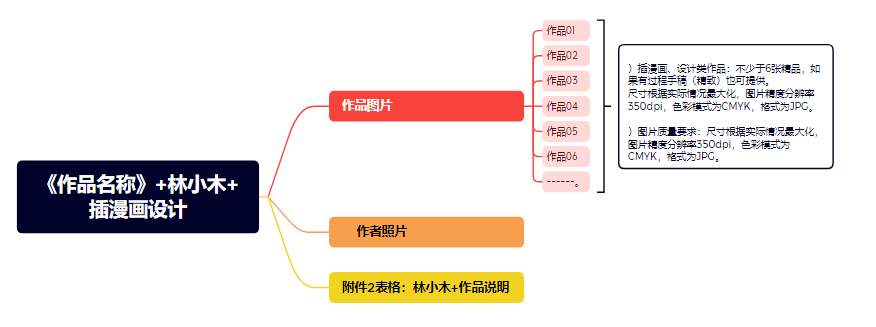 《作品名称》+林小木+
插漫画设计
作品图片
作品01
作品02
作品03
作品04
作品05
作品06
------。
）插漫画、设计类作品：不少于6张精品，如
果有过程手稿（精致）也可提供。
尺寸根据实际情况最大化，图片精度分辨率
350dpi，色彩模式为CMYK，格式为JPG。
）图片质量要求：尺寸根据实际情况最大化，
图片精度分辨率350dpi，色彩模式为
CMYK，格式为JPG。
作者照片
附件2表格：林小木+作品说明